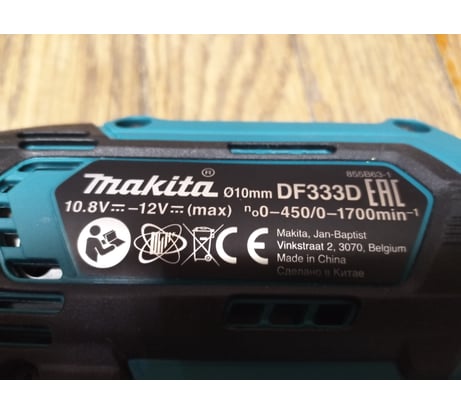 855B63-1
makita® Ø10mm DF333D EAC
10.8V⎓-12V⎓(max) n₀0-450/0-1700min⁻¹
CE
Makita, Jan-Baptist
Vinkstraat 2, 3070, Belgium
Made in China
Сделано в Китае